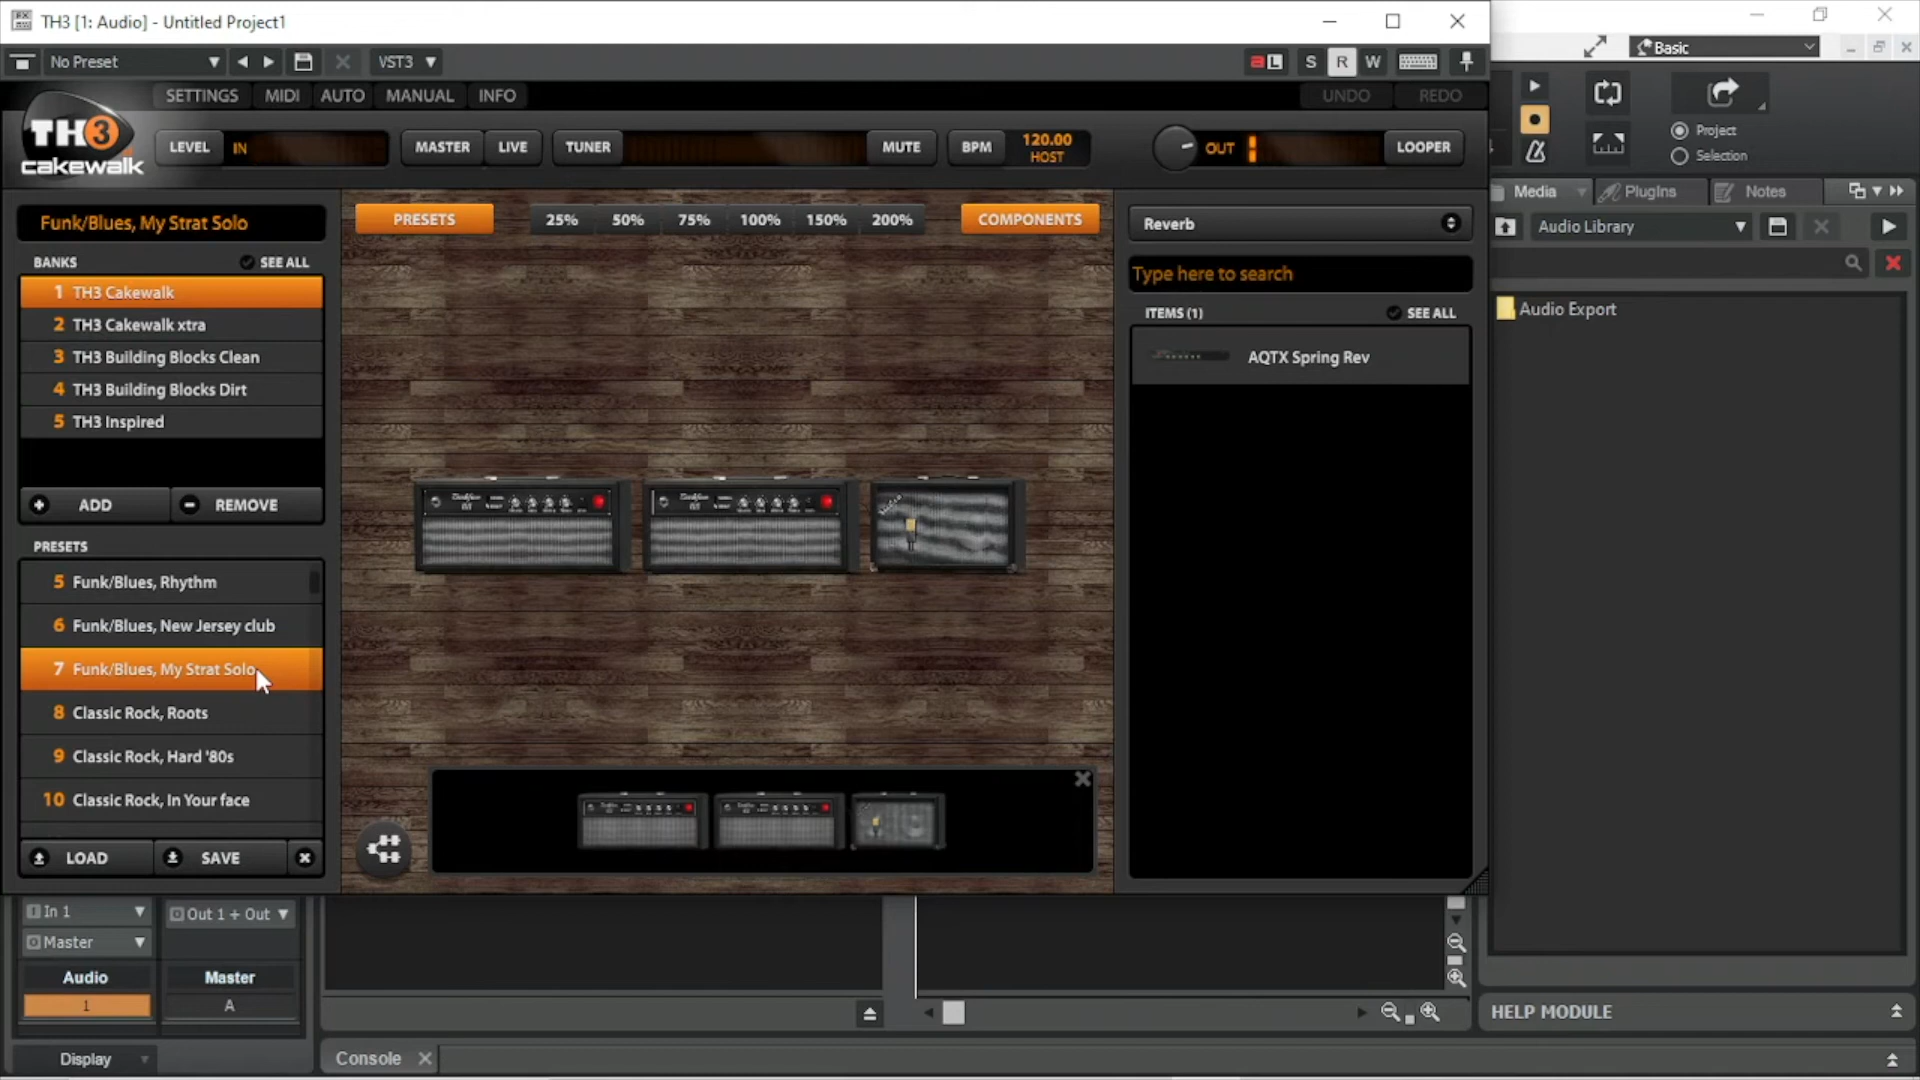 TH3 [1: Audio] - Untitled Project1
Basic
No Preset
VST3
S
R
W
SETTINGS
MIDI
AUTO
MANUAL
INFO
UNDO
REDO
TH3
cakewalk
LEVEL
IN
MASTER
LIVE
TUNER
MUTE
BPM
120.00
HOST
OUT
LOOPER
Project
Selection
Media
PlugIns
Notes
Audio Library
Audio Export
Funk/Blues, My Strat Solo
BANKS
SEE ALL
1 TH3 Cakewalk
2 TH3 Cakewalk xtra
3 TH3 Building Blocks Clean
4 TH3 Building Blocks Dirt
5 TH3 Inspired
ADD
REMOVE
PRESETS
5 Funk/Blues, Rhythm
6 Funk/Blues, New Jersey club
7 Funk/Blues, My Strat Solo
8 Classic Rock, Roots
9 Classic Rock, Hard '80s
10 Classic Rock, In Your face
LOAD
SAVE
PRESETS
25%
50%
75%
100%
150%
200%
COMPONENTS
Reverb
Type here to search
ITEMS (1)
SEE ALL
AQTX Spring Rev
In 1
Out 1 + Out
Master
Audio
Master
1
A
Display
Console
HELP MODULE